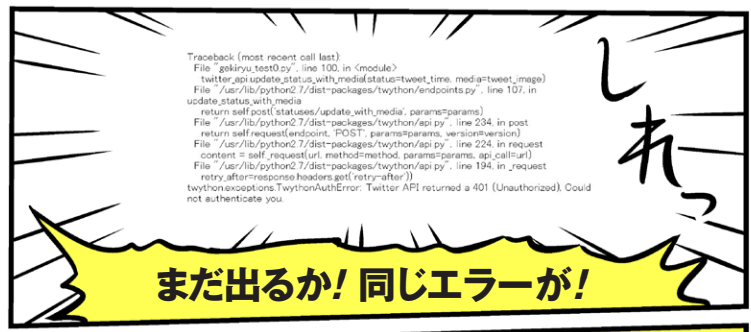 Traceback (most recent call last):
File "gekiryu_test0.py", line 100, in <module>
twitter_api.update_status_with_media(status=tweet_time, media=tweet_image)
File "/usr/lib/python2.7/dist-packages/twython/endpoints.py", line 107, in
update_status_with_media
return self.post('statuses/update_with_media', params=params)
File "/usr/lib/python2.7/dist-packages/twython/api.py", line 234, in post
return self.request(endpoint, 'POST', params=params, version=version)
File "/usr/lib/python2.7/dist-packages/twython/api.py", line 224, in request
content = self._request(url, method=method, params=params, api_call=url)
File "/usr/lib/python2.7/dist-packages/twython/api.py", line 194, in _request
retry_after=response.headers.get('retry-after'))
twython.exceptions.TwythonAuthError: Twitter API returned a 401 (Unauthorized), Could
not authenticate you.
しれっ
まだ出るか！同じエラーが！